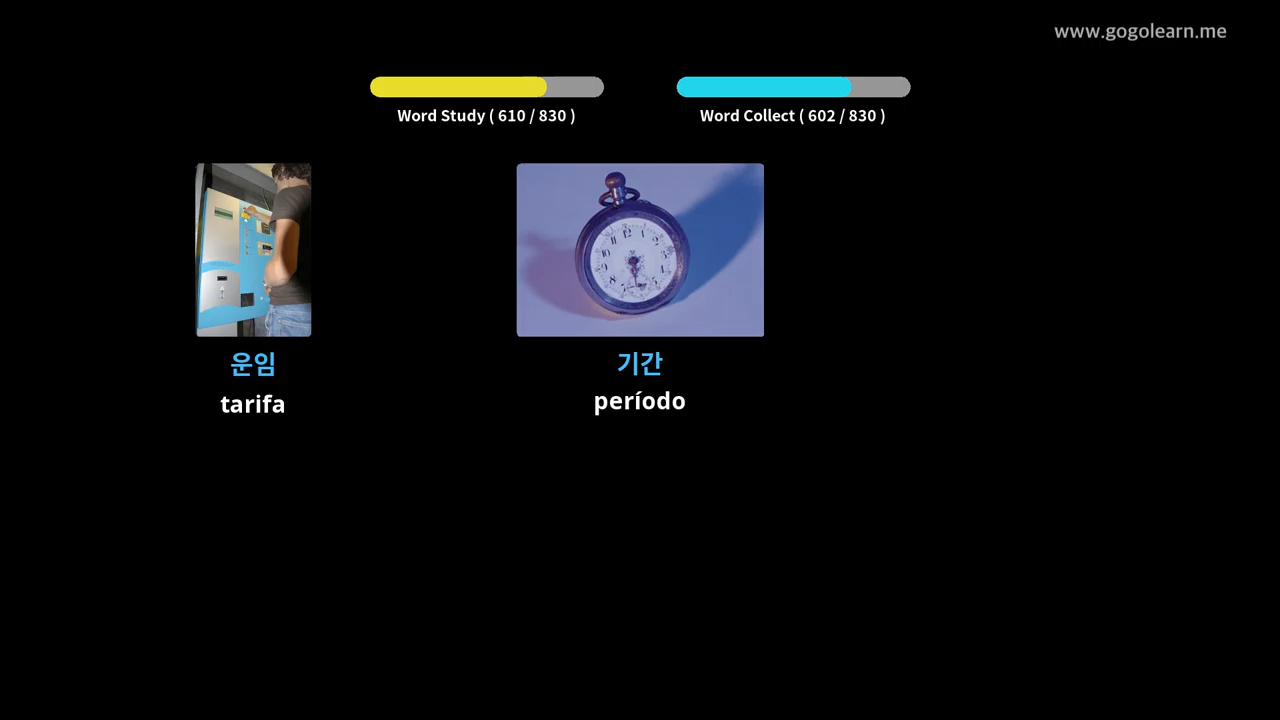 www.gogolearn.me
Word Study ( 610 / 830 )
Word Collect ( 602 / 830 )
운임
tarifa
기간
período